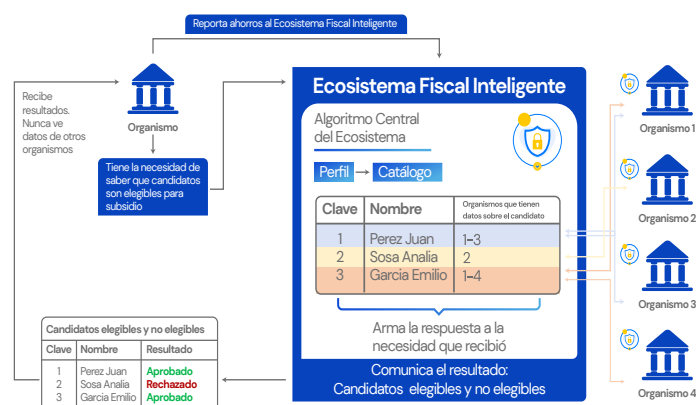 Reporta ahorros al Ecosistema Fiscal Inteligente
Recibe
resultados.
Nunca ve
datos de otros
organismos
Organismo
Tiene la necesidad de
saber que candidatos
son elegibles para
subsidio
Ecosistema Fiscal Inteligente
Algoritmo Central
del Ecosistema
Perfil
Catálogo
Clave Nombre Organismos que tienen
datos sobre el candidato
1 Perez Juan 1-3
2 Sosa Analia 2
3 Garcia Emilio 1-4
Arma la respuesta a la
necesidad que recibió
Comunica el resultado:
Candidatos elegibles y no elegibles
Organismo 1
Organismo 2
Organismo 3
Organismo 4
Candidatos elegibles y no elegibles
Clave Nombre Resultado
1 Perez Juan Aprobado
2 Sosa Analia Rechazado
3 Garcia Emilio Aprobado